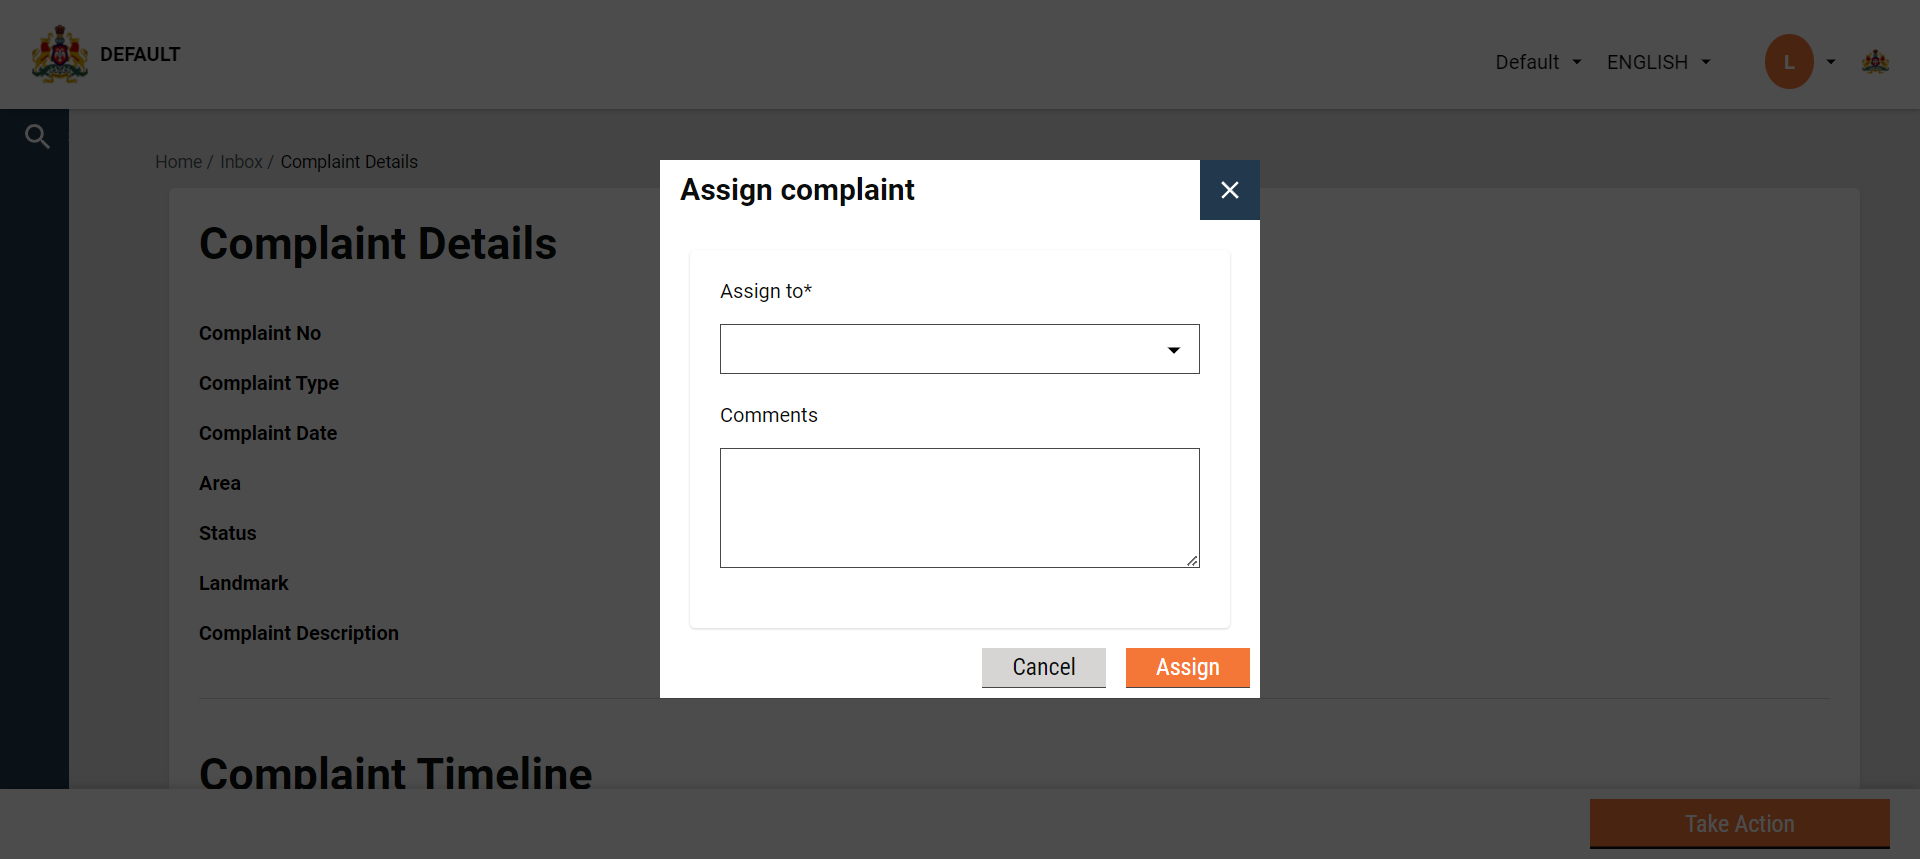 DEFAULT
Default
ENGLISH
L
Home / Inbox / Complaint Details
Complaint Details
Complaint No
Complaint Type
Complaint Date
Area
Status
Landmark
Complaint Description
Complaint Timeline
Assign complaint
Assign to*
Comments
Cancel
Assign
Take Action